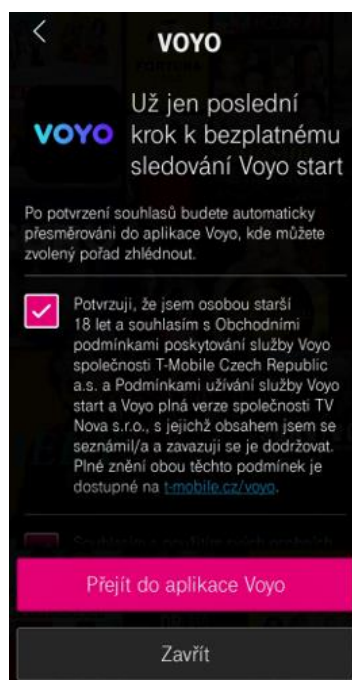 VOYO
VOYO
Už jen poslední
krok k bezplatnému
sledování Voyo start
Po potvrzení souhlasů budete automaticky
přesměrováni do aplikace Voyo, kde můžete
zvolený pořad zhlédnout.
Potvrzuji, že jsem osobou starší
18 let a souhlasím s Obchodními
podmínkami poskytování služby Voyo
společnosti T-Mobile Czech Republic
a.s. a Podmínkami užívání služby Voyo
start a Voyo plná verze společnosti TV
Nova s.r.o., s jejichž obsahem jsem se
seznámil/a a zavazuji se je dodržovat.
Plné znění obou těchto podmínek je
dostupné na t-mobile.cz/voyo.
Souhlasím s použitím svých osobních
Přejít do aplikace Voyo
Zavřít